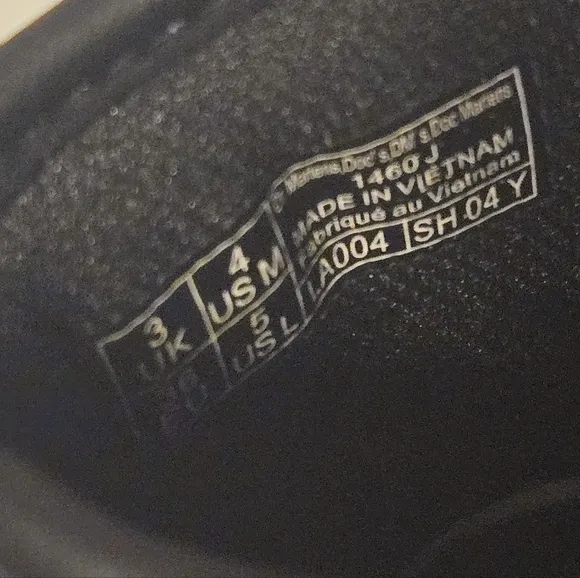 Martens Doc's DM's Doc Martens
1460 J
MADE IN VIETNAM
Fabriqué au Vietnam
LA004 SH 04 Y
3 UK
4 US M
5 US L